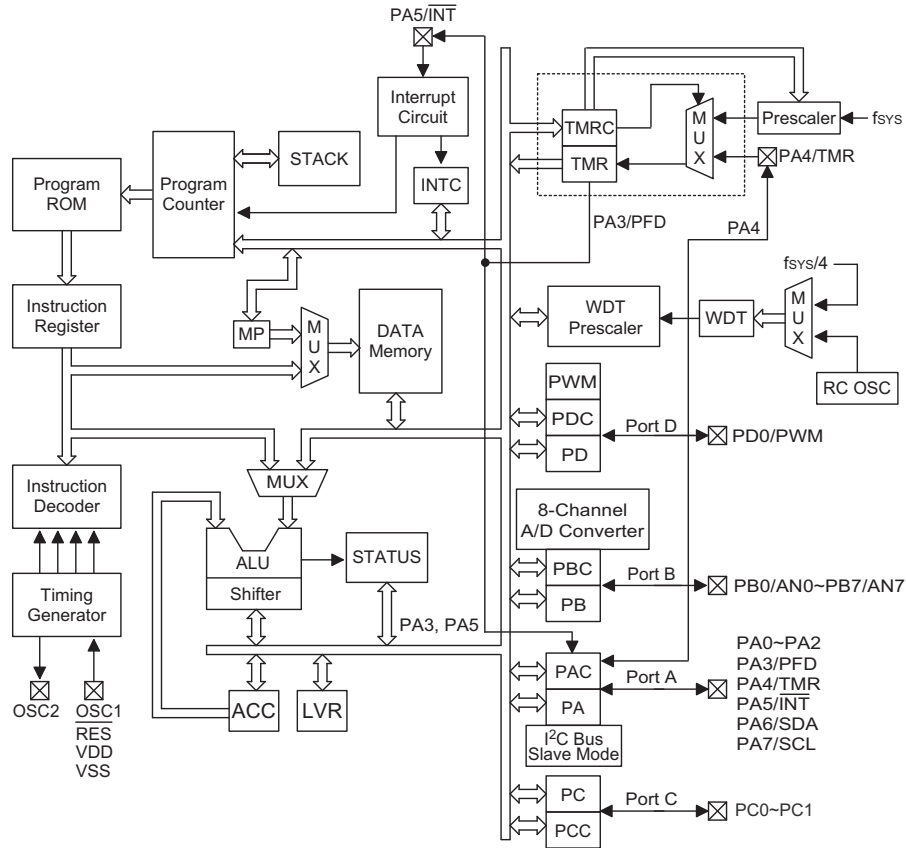 PA5/INT
Interrupt
Circuit
STACK
INTC
Program
Counter
Program
ROM
Instruction
Register
MP
M
U
X
DATA
Memory
TMRC
TMR
M
U
X
Prescaler
fSYS
PA4/TMR
PA3/PFD
PA4
fSYS/4
WDT
Prescaler
WDT
M
U
X
RC OSC
PWM
PDC
PD
Port D
PD0/PWM
Instruction
Decoder
MUX
ALU
Shifter
STATUS
8-Channel
A/D Converter
PBC
PB
Port B
PB0/AN0~PB7/AN7
Timing
Generator
PA3, PA5
OSC2
OSC1
RES
VDD
VSS
ACC
LVR
PAC
PA
I²C Bus
Slave Mode
Port A
PA0~PA2
PA3/PFD
PA4/TMR
PA5/INT
PA6/SDA
PA7/SCL
PC
PCC
Port C
PC0~PC1